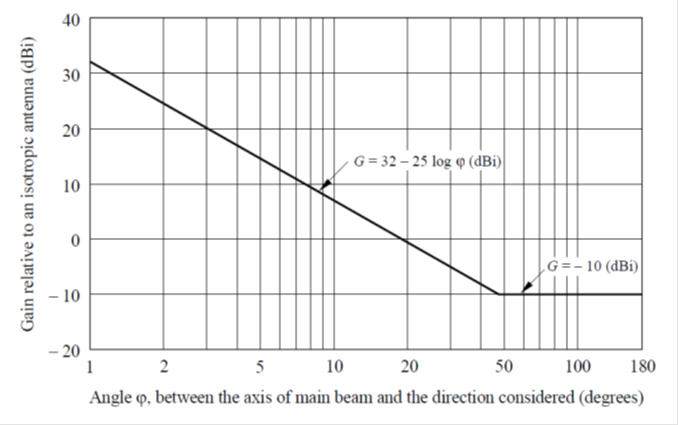 40
30
20
10
0
– 10
– 20
Gain relative to an isotropic antenna (dBi)
G = 32 – 25 log φ (dBi)
G = – 10 (dBi)
1 2 5 10 20 50 100 180
Angle φ, between the axis of main beam and the direction considered (degrees)